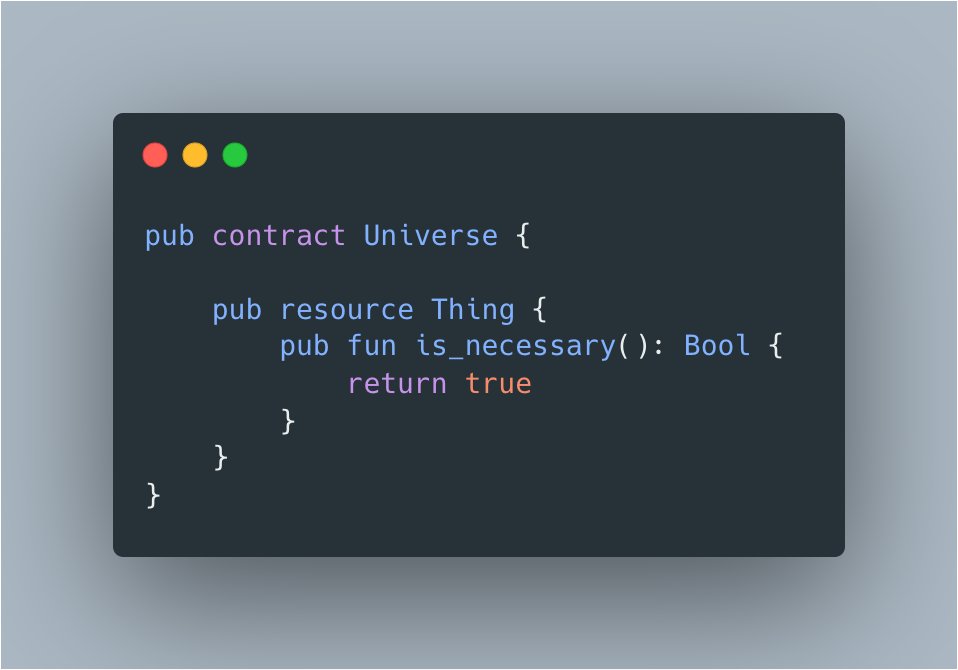 pub contract Universe {
pub resource Thing {
pub fun is_necessary(): Bool {
return true
}
}
}